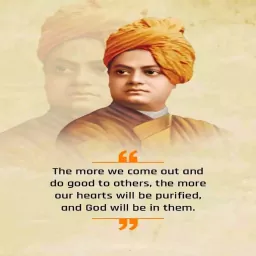 The more we come out and
do good to others, the more
our hearts will be purified,
and God will be in them.